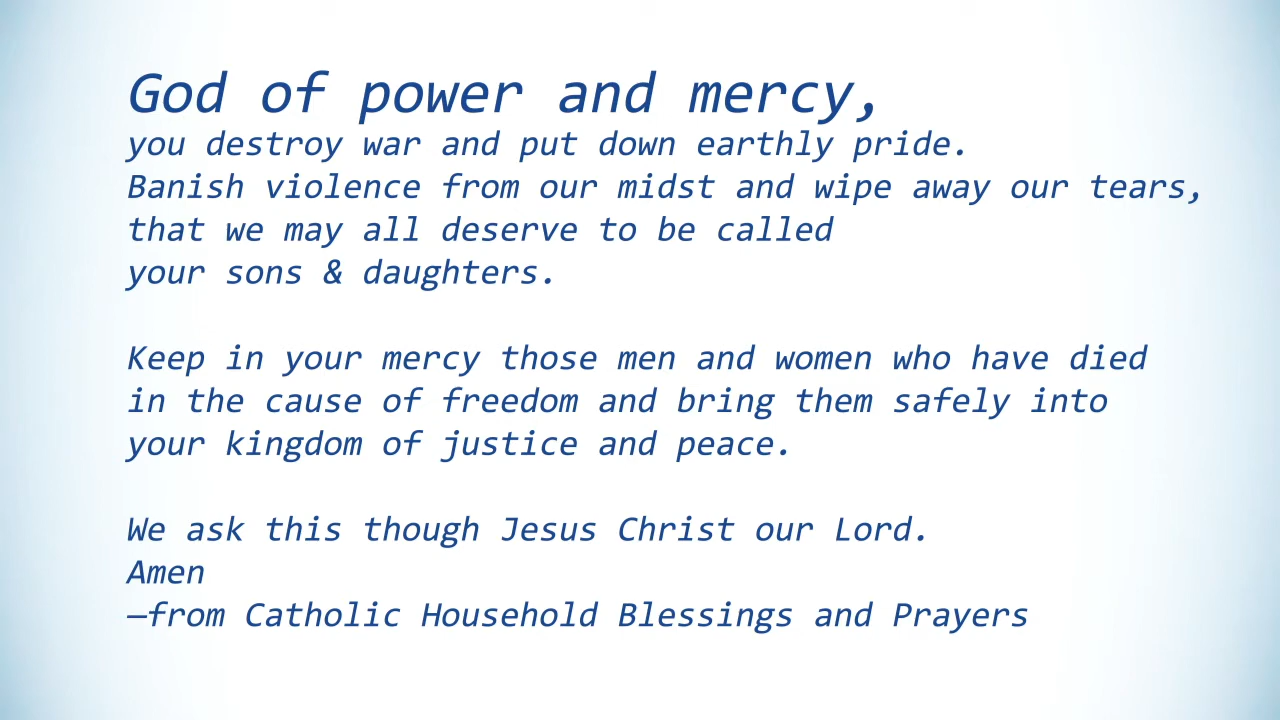 God of power and mercy,
you destroy war and put down earthly pride.
Banish violence from our midst and wipe away our tears,
that we may all deserve to be called
your sons & daughters.
Keep in your mercy those men and women who have died
in the cause of freedom and bring them safely into
your kingdom of justice and peace.
We ask this though Jesus Christ our Lord.
Amen
—from Catholic Household Blessings and Prayers